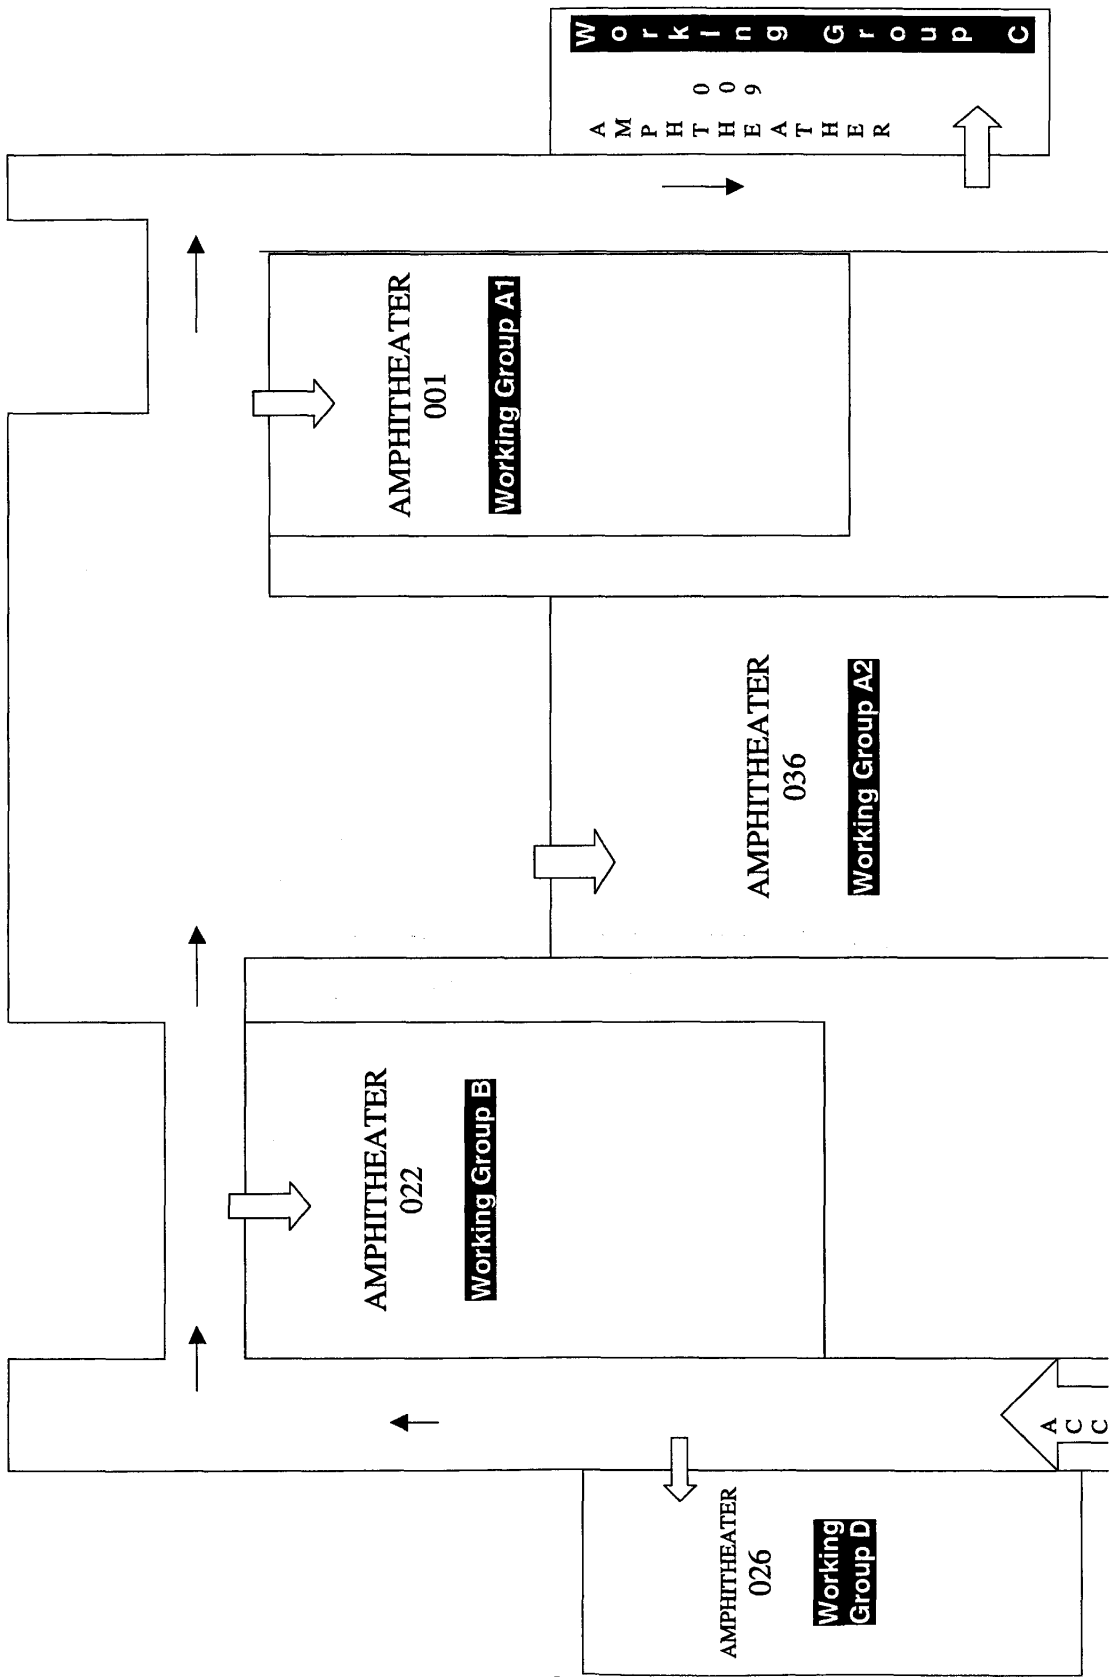 AMPHITHEATER
026
Working
Group D
ACC
AMPHITHEATER
022
Working Group B
AMPHITHEATER
036
Working Group A2
AMPHITHEATER
001
Working Group A1
AMPHTHEATHER
009
Working Group C